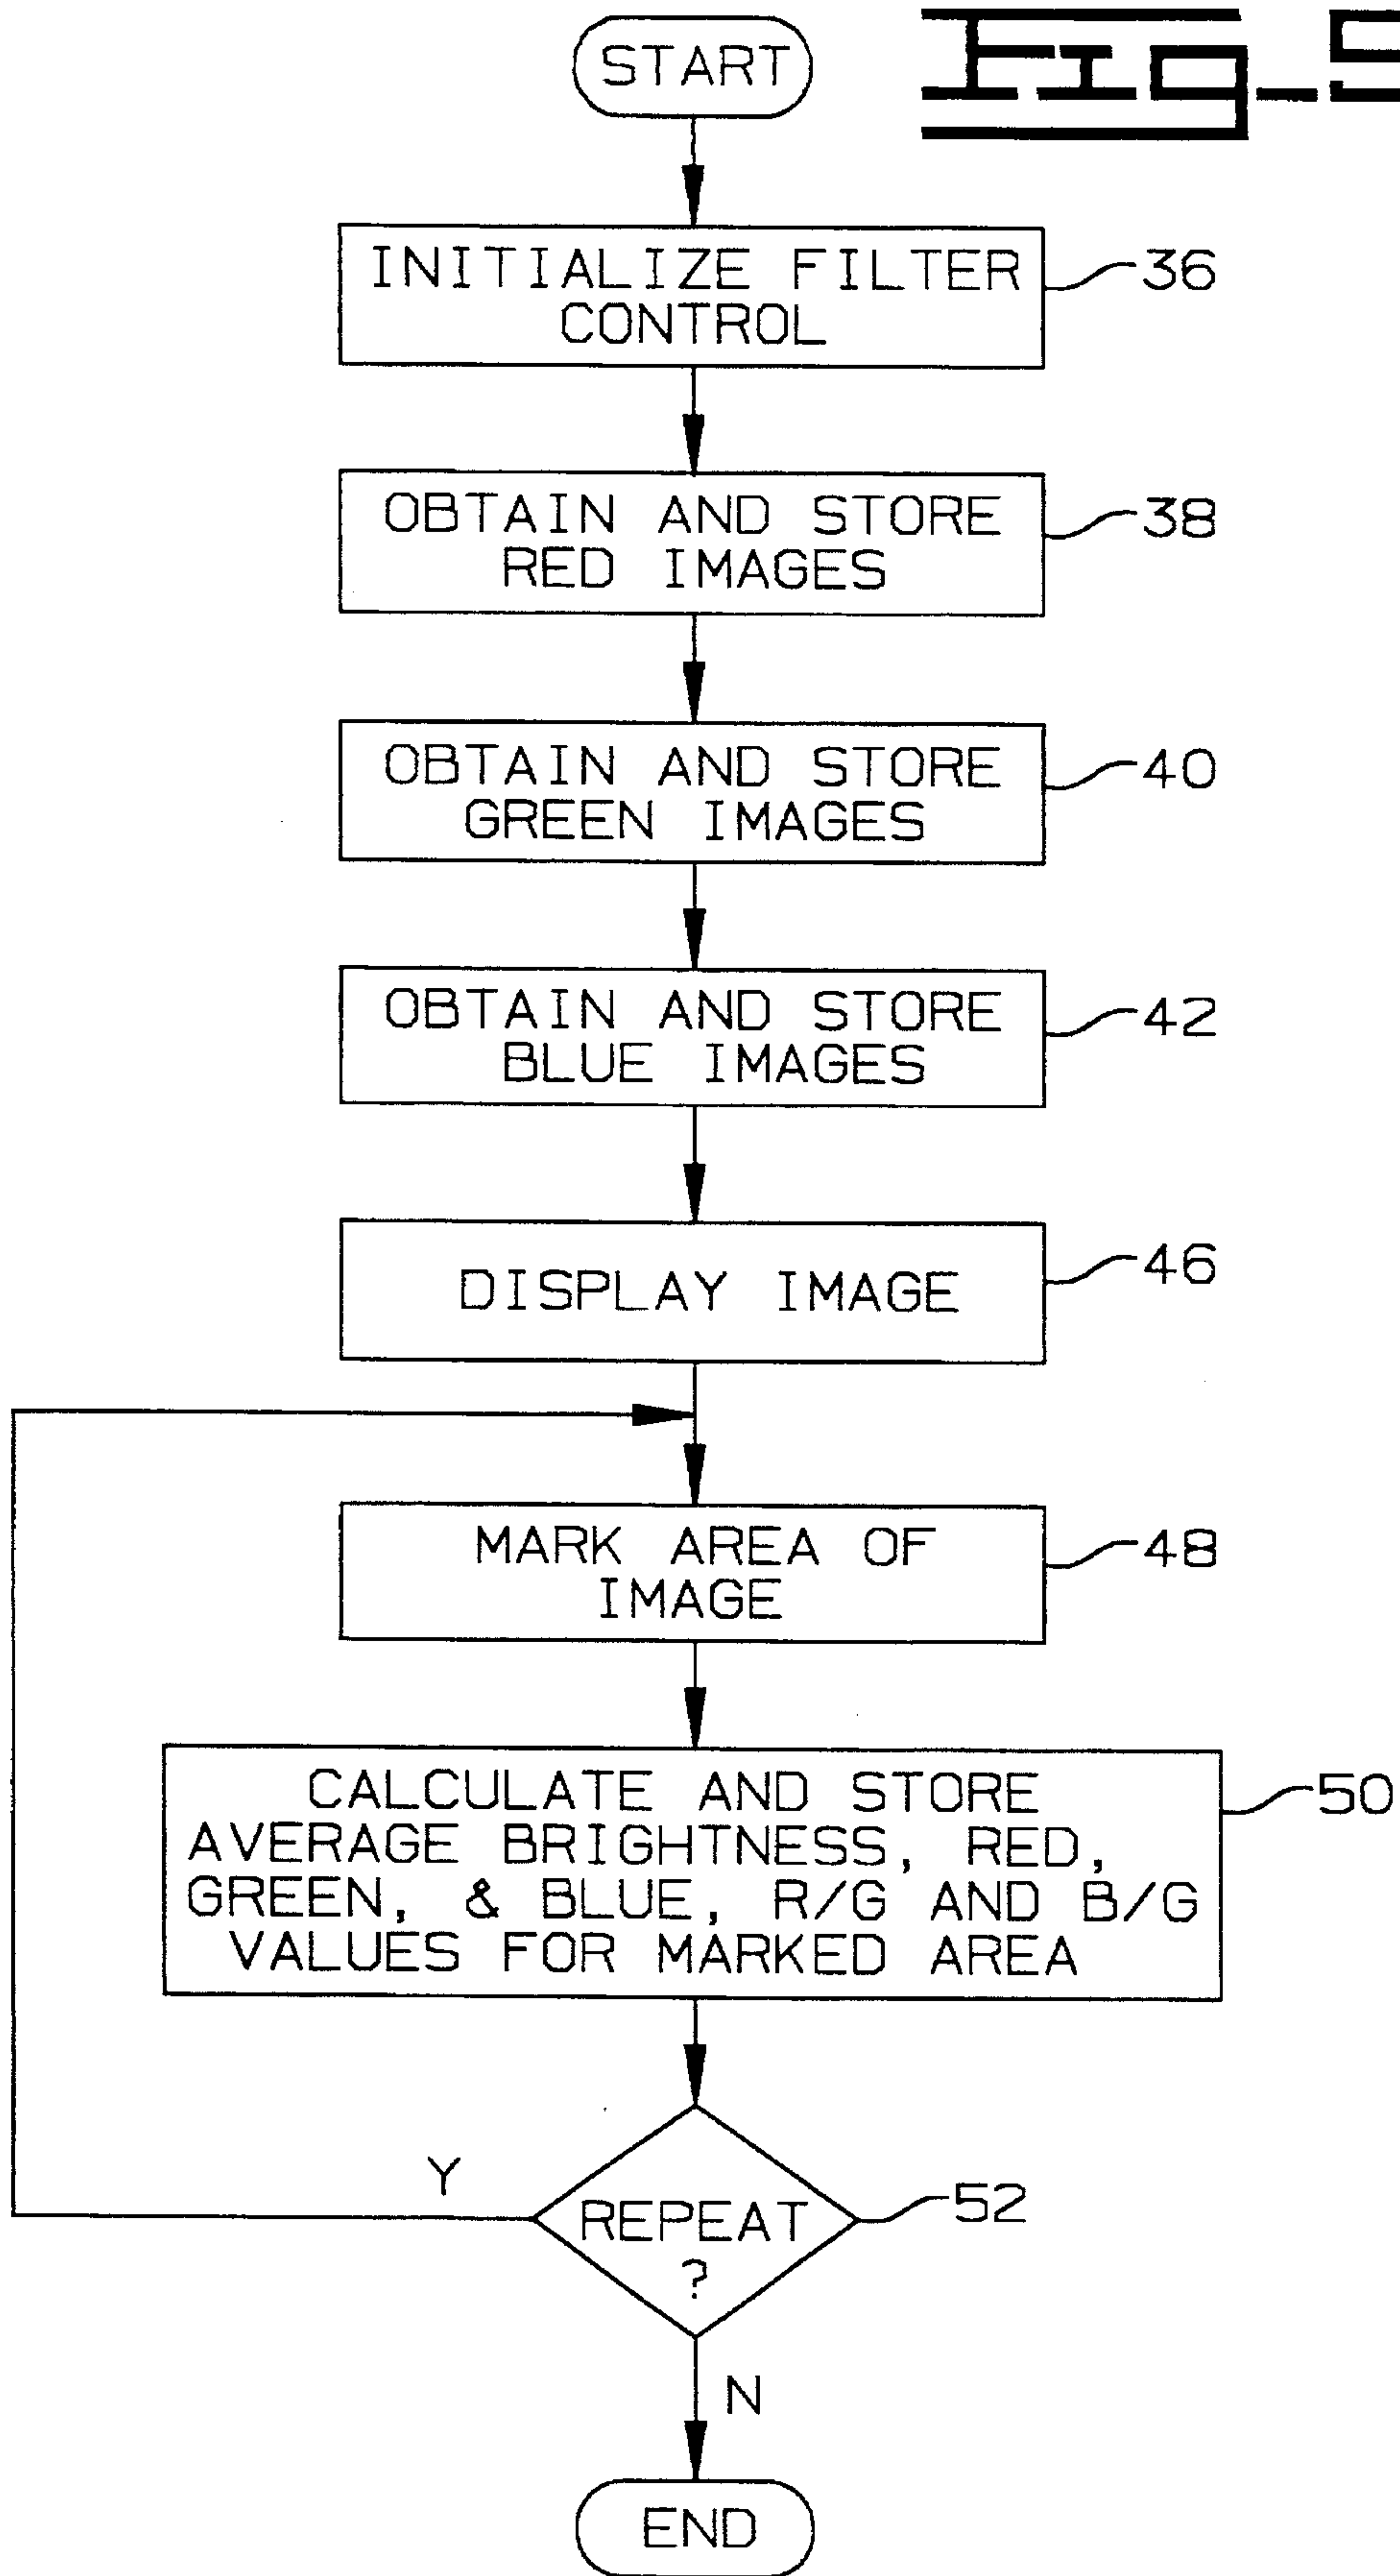 Fig_
START
INITIALIZE FILTER
CONTROL
36
OBTAIN AND STORE
RED IMAGES
38
OBTAIN AND STORE
GREEN IMAGES
40
OBTAIN AND STORE
BLUE IMAGES
42
DISPLAY IMAGE
46
MARK AREA OF
IMAGE
48
CALCULATE AND STORE
AVERAGE BRIGHTNESS, RED,
GREEN, & BLUE, R/G AND B/G
VALUES FOR MARKED AREA
50
Y
REPEAT
?
52
N
END